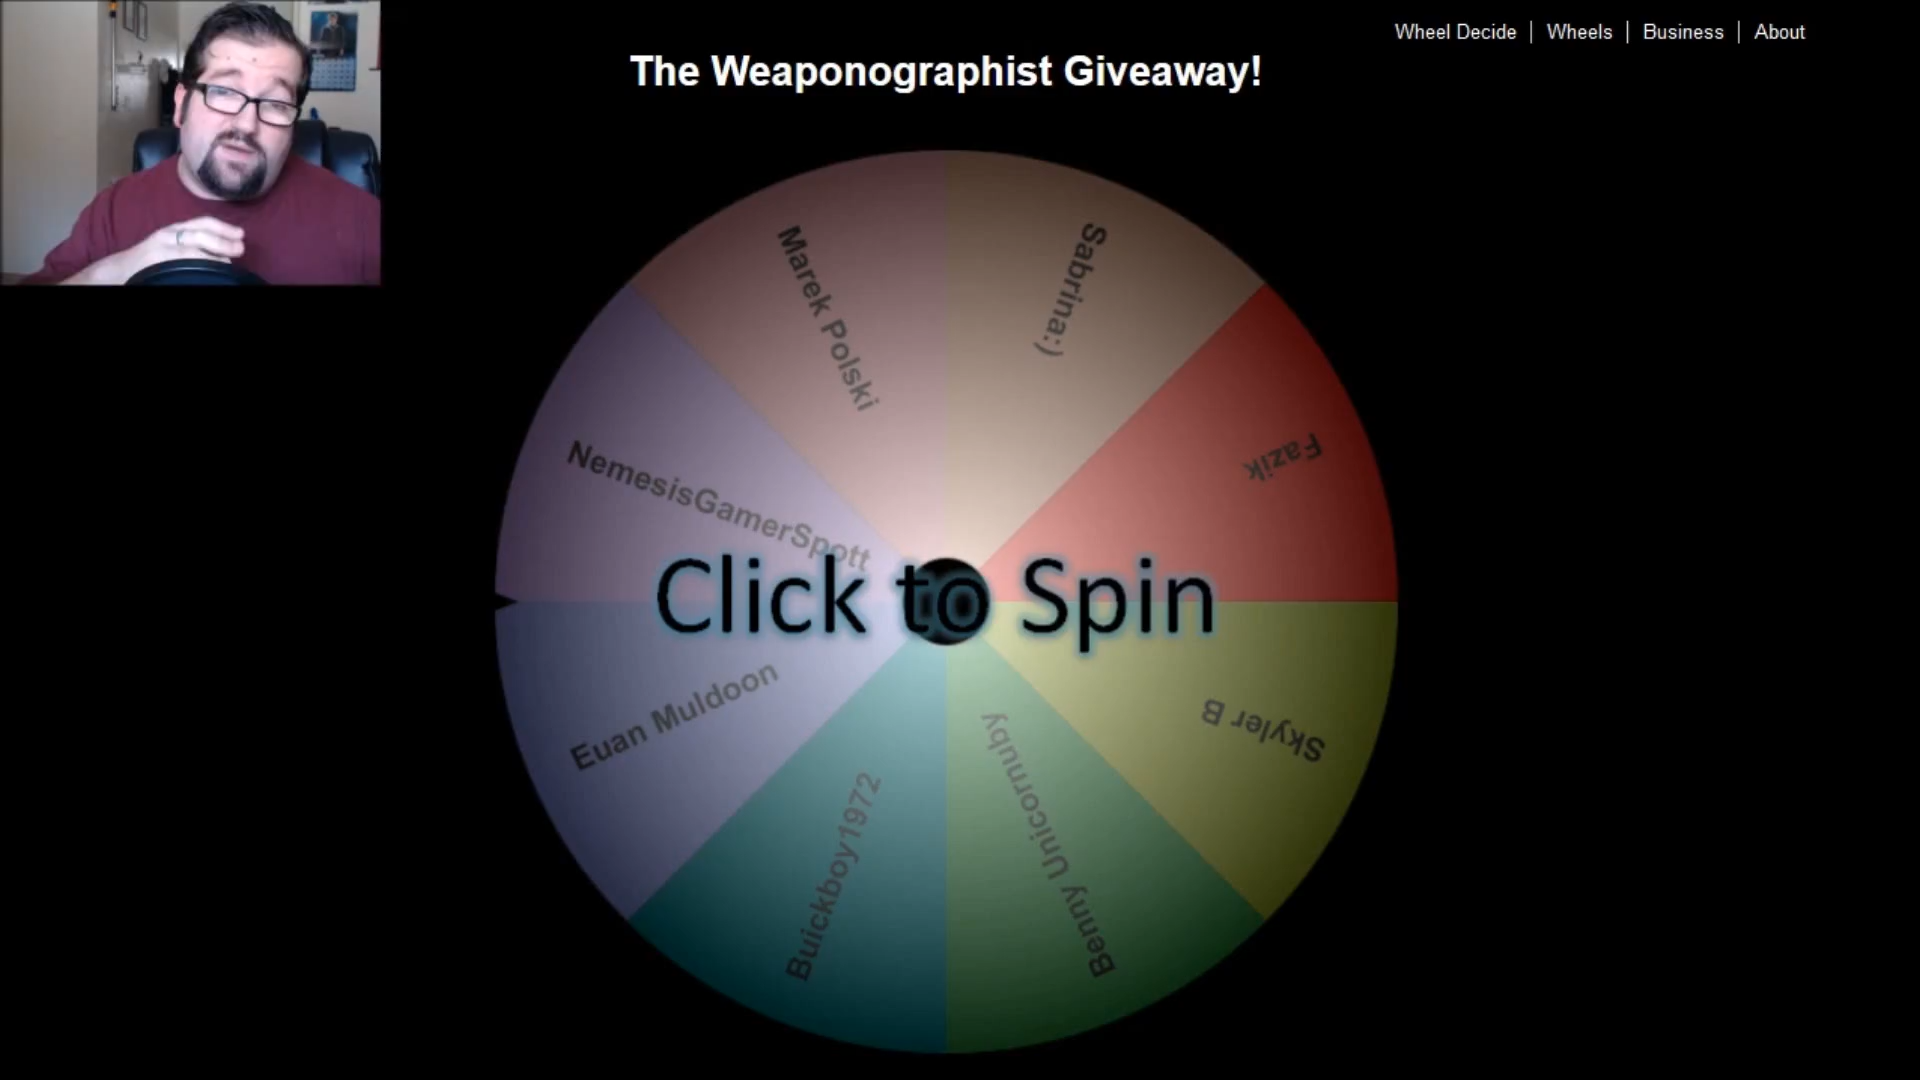 Wheel Decide | Wheels | Business | About
The Weaponographist Giveaway!
Marek Polski
Sabrina:)
NemesisGamerSpott
Fazik
Click to Spin
Euan Muldoon
Skyler B
Buickboy1972
Benny Unicornuby